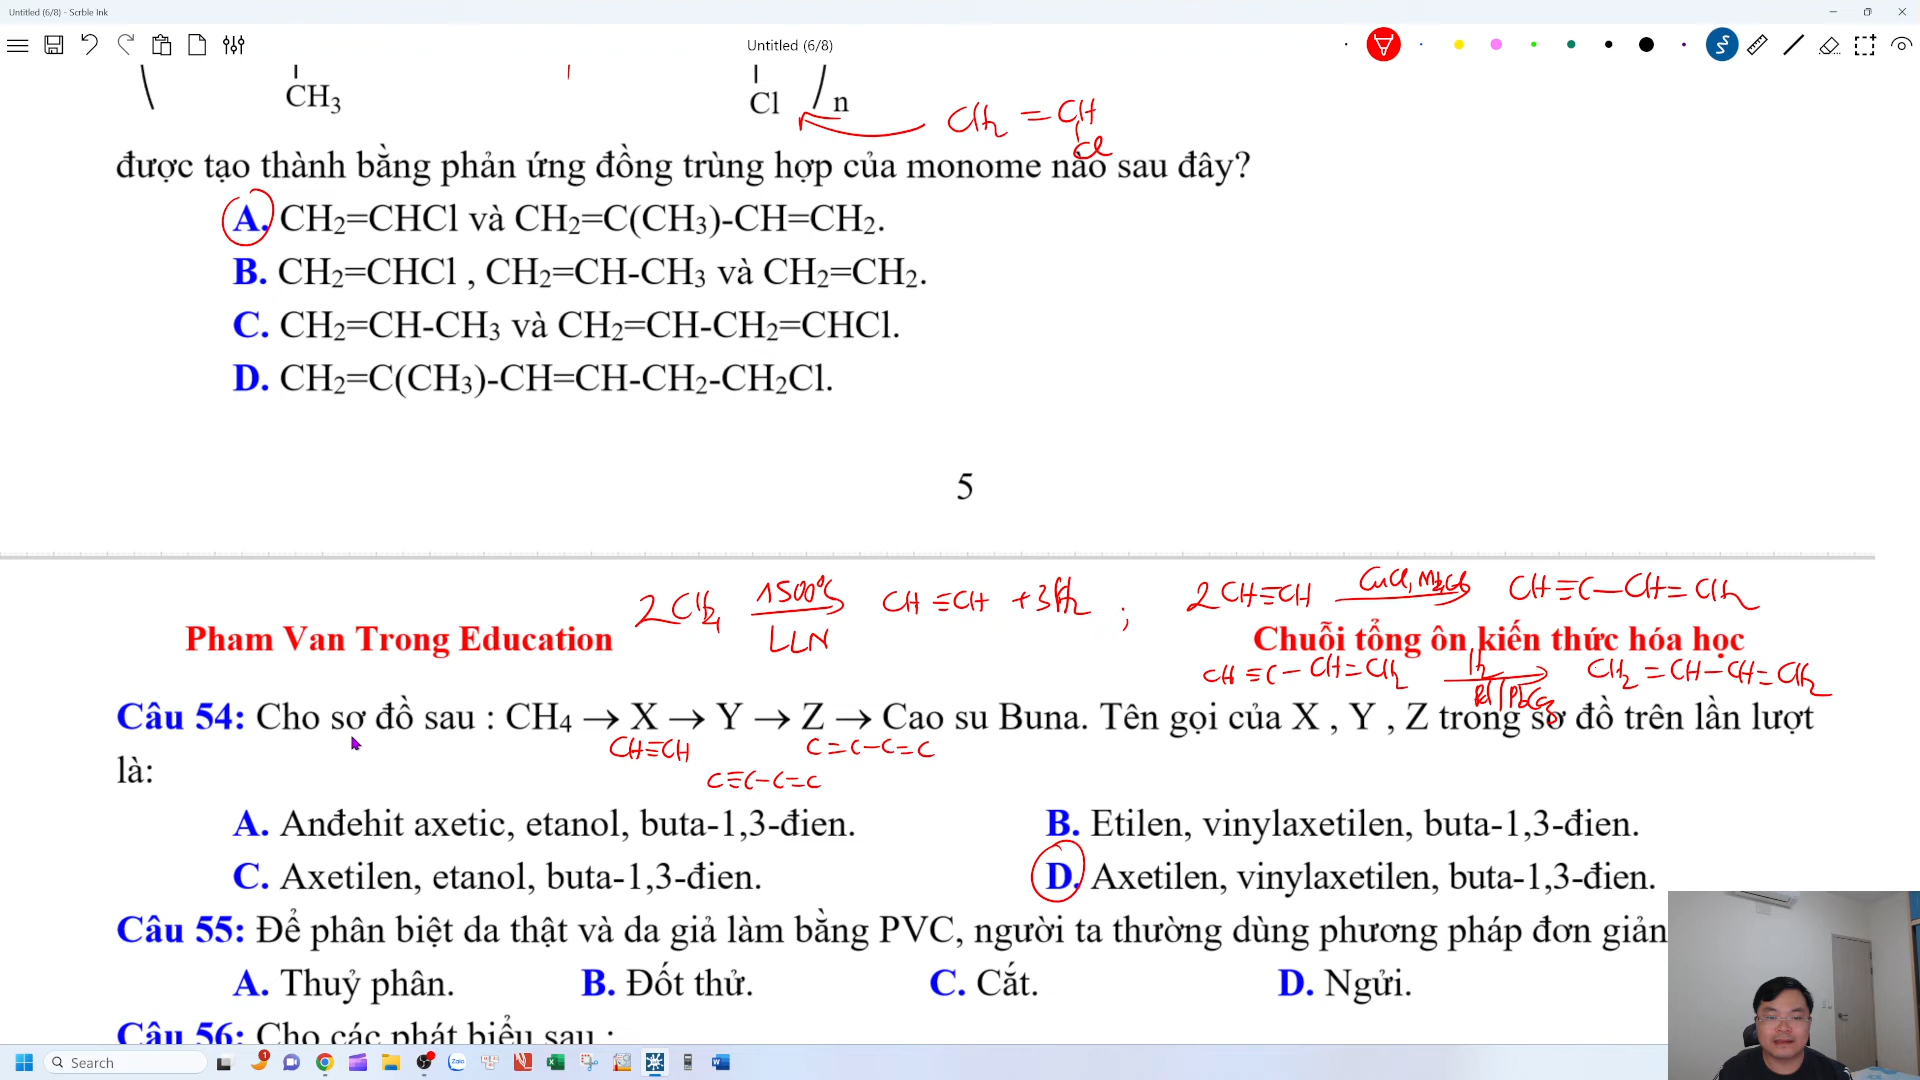 Untitled (6/8) - Scrble Ink
Untitled (6/8)
CH3
Cl
n
CH2 = CH
Cl
được tạo thành bằng phản ứng đồng trùng hợp của monome nào sau đây?
A. CH2=CHCl và CH2=C(CH3)-CH=CH2.
B. CH2=CHCl , CH2=CH-CH3 và CH2=CH2.
C. CH2=CH-CH3 và CH2=CH-CH2=CHCl.
D. CH2=C(CH3)-CH=CH-CH2-CH2Cl.
5
2CH4 1500°C LLN CH≡CH + 3H2 ; 2CH≡CH CuCl, NH4Cl CH≡C-CH=CH2
Pham Van Trong Education
Chuỗi tổng ôn kiến thức hóa học
CH≡C-CH=CH2 H2 Pd/PbCO3 CH2=CH-CH=CH2
Câu 54: Cho sơ đồ sau : CH4 → X → Y → Z → Cao su Buna. Tên gọi của X , Y , Z trong sơ đồ trên lần lượt
CH≡CH C=C-C=C
là:
C≡C-C=C
A. Anđehit axetic, etanol, buta-1,3-đien.
B. Etilen, vinylaxetilen, buta-1,3-đien.
C. Axetilen, etanol, buta-1,3-đien.
D. Axetilen, vinylaxetilen, buta-1,3-đien.
Câu 55: Để phân biệt da thật và da giả làm bằng PVC, người ta thường dùng phương pháp đơn giản
A. Thuỷ phân.
B. Đốt thử.
C. Cắt.
D. Ngửi.
Câu 56: Cho các phát biểu sau :
Search
1
Zalo